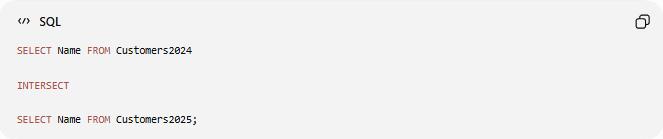 SQL
SELECT Name FROM Customers2024
INTERSECT
SELECT Name FROM Customers2025;